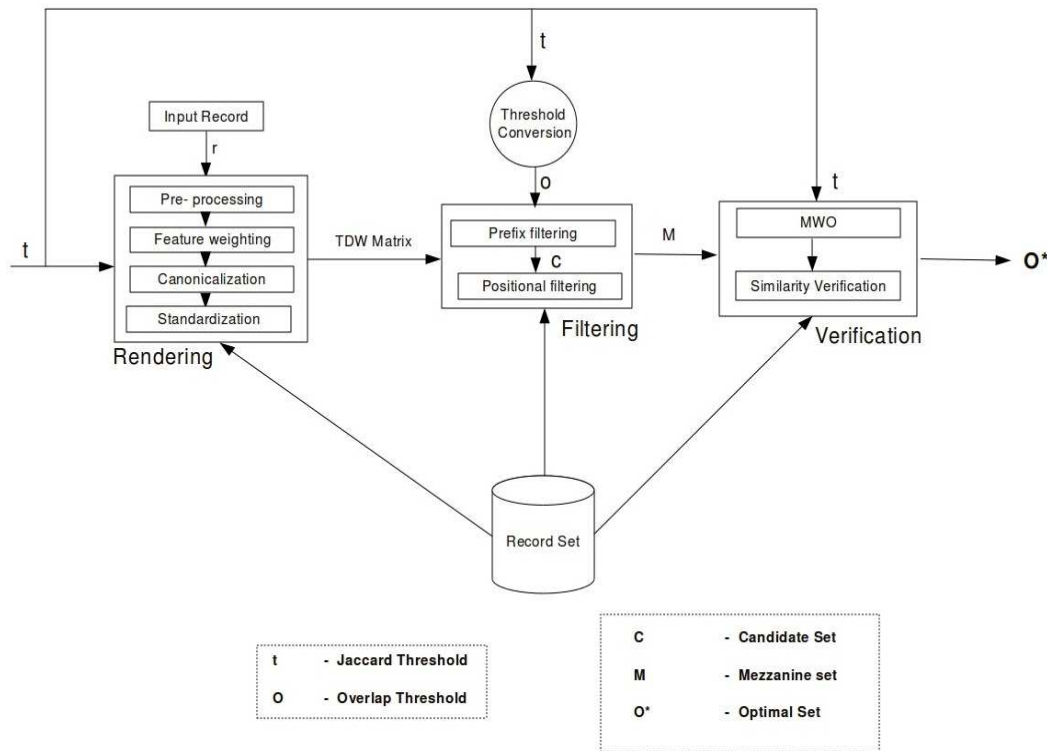 t
Threshold
Conversion
Input Record
r
o
t
Pre- processing
MWO
t
Feature weighting
TDW Matrix
Prefix filtering
M
C
O*
Canonicalization
Positional filtering
Similarity Verification
Standardization
Rendering
Filtering
Verification
Record Set
t - Jaccard Threshold
O - Overlap Threshold
C - Candidate Set
M - Mezzanine set
O* - Optimal Set